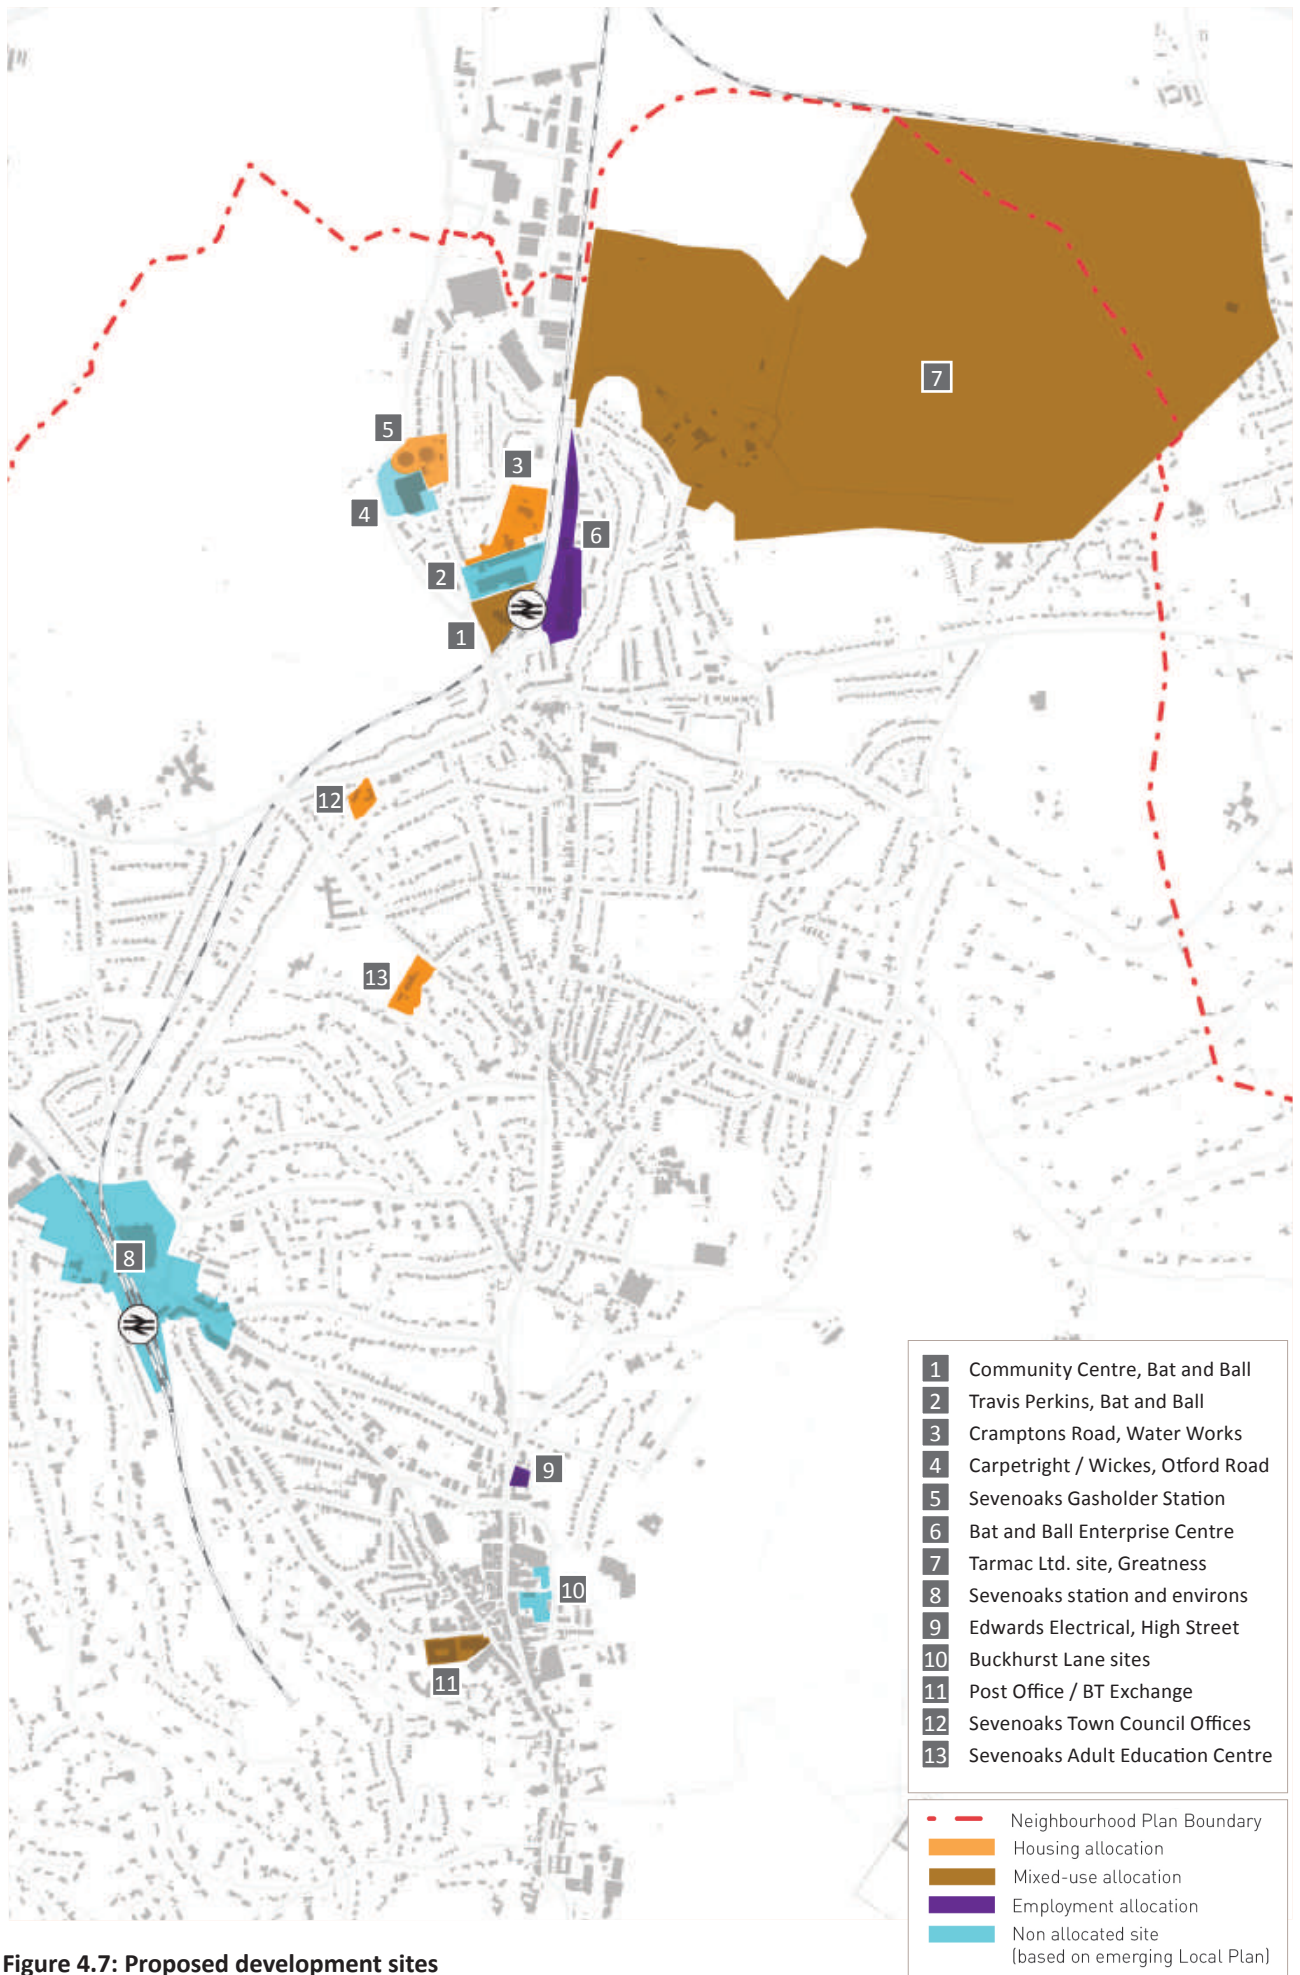 7
5
3
4
6
2
1
12
13
8
9
10
11
1 Community Centre, Bat and Ball
2 Travis Perkins, Bat and Ball
3 Cramptons Road, Water Works
4 Carpetright / Wickes, Otford Road
5 Sevenoaks Gasholder Station
6 Bat and Ball Enterprise Centre
7 Tarmac Ltd. site, Greatness
8 Sevenoaks station and environs
9 Edwards Electrical, High Street
10 Buckhurst Lane sites
11 Post Office / BT Exchange
12 Sevenoaks Town Council Offices
13 Sevenoaks Adult Education Centre
Neighbourhood Plan Boundary
Housing allocation
Mixed-use allocation
Employment allocation
Non allocated site
(based on emerging Local Plan)
Figure 4.7: Proposed development sites